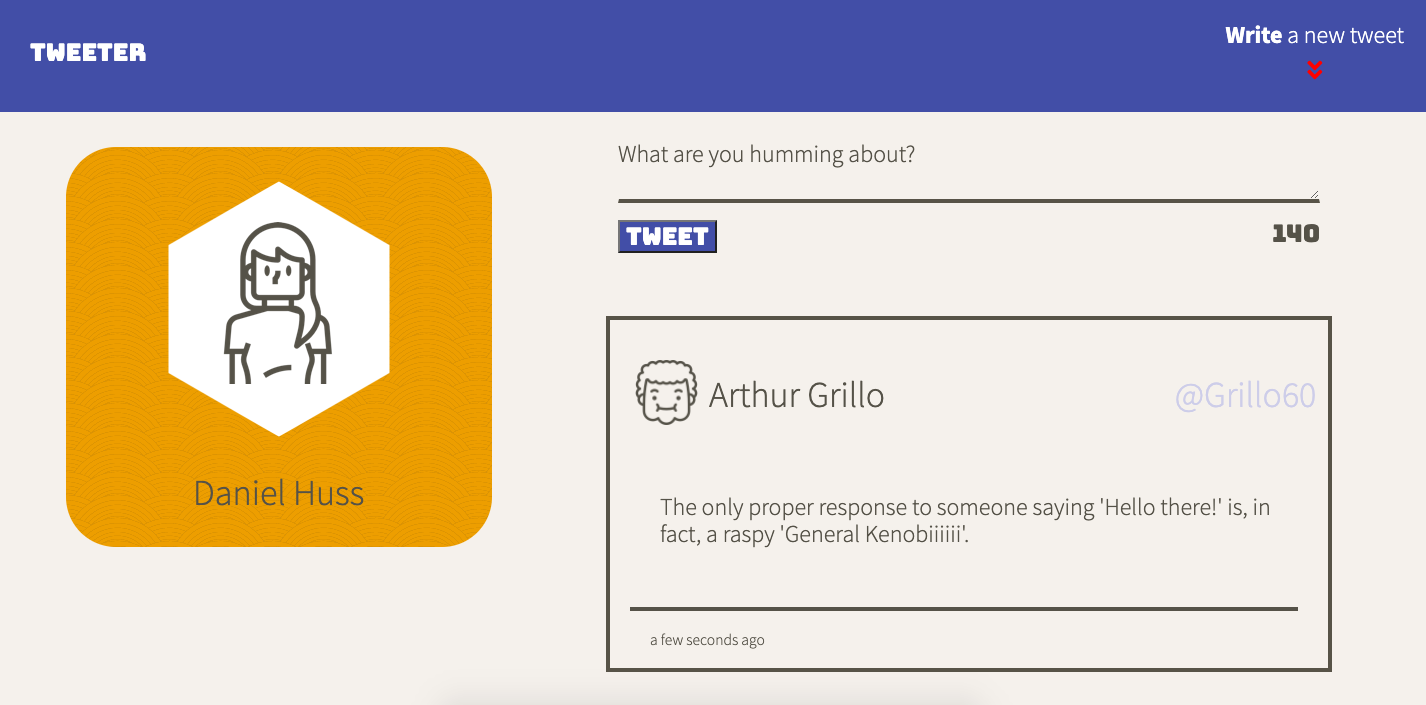 TWEETER
Write a new tweet
Daniel Huss
What are you humming about?
TWEET
140
Arthur Grillo
@Grillo60
The only proper response to someone saying 'Hello there!' is, in
fact, a raspy 'General Kenobiiiiii'.
a few seconds ago